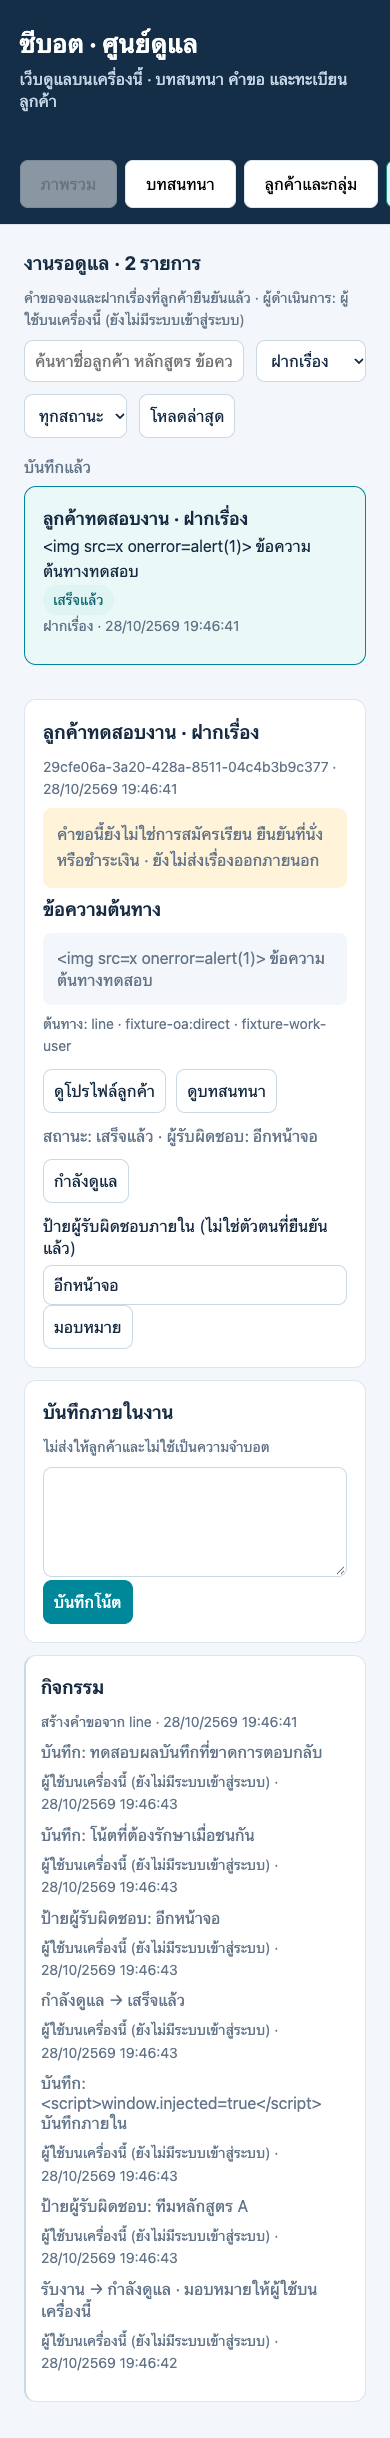 ซีบอต · ศูนย์ดูแล
เว็บดูแลบนเครื่องนี้ · บทสนทนา คำขอ และทะเบียน
ลูกค้า
ภาพรวม
บทสนทนา
ลูกค้าและกลุ่ม
งานรอดูแล · 2 รายการ
คำขอจองและฝากเรื่องที่ลูกค้ายืนยันแล้ว · ผู้ดำเนินการ: ผู้
ใช้บนเครื่องนี้ (ยังไม่มีระบบเข้าสู่ระบบ)
ค้นหาชื่อลูกค้า หลักสูตร ข้อคว
ฝากเรื่อง
ทุกสถานะ
โหลดล่าสุด
บันทึกแล้ว
ลูกค้าทดสอบงาน · ฝากเรื่อง
<img src=x onerror=alert(1)> ข้อความ
ต้นทางทดสอบ
เสร็จแล้ว
ฝากเรื่อง · 28/10/2569 19:46:41
ลูกค้าทดสอบงาน · ฝากเรื่อง
29cfe06a-3a20-428a-8511-04c4b3b9c377 ·
28/10/2569 19:46:41
คำขอนี้ยังไม่ใช่การสมัครเรียน ยืนยันที่นั่ง
หรือชำระเงิน · ยังไม่ส่งเรื่องออกภายนอก
ข้อความต้นทาง
<img src=x onerror=alert(1)> ข้อความ
ต้นทางทดสอบ
ต้นทาง: line · fixture-oa:direct · fixture-work-
user
ดูโปรไฟล์ลูกค้า
ดูบทสนทนา
สถานะ: เสร็จแล้ว · ผู้รับผิดชอบ: อีกหน้าจอ
กำลังดูแล
ป้ายผู้รับผิดชอบภายใน (ไม่ใช่ตัวตนที่ยืนยัน
แล้ว)
อีกหน้าจอ
มอบหมาย
บันทึกภายในงาน
ไม่ส่งให้ลูกค้าและไม่ใช้เป็นความจำบอต
บันทึกโน้ต
กิจกรรม
สร้างคำขอจาก line · 28/10/2569 19:46:41
บันทึก: ทดสอบผลบันทึกที่ขาดการตอบกลับ
ผู้ใช้บนเครื่องนี้ (ยังไม่มีระบบเข้าสู่ระบบ) ·
28/10/2569 19:46:43
บันทึก: โน้ตที่ต้องรักษาเมื่อชนกัน
ผู้ใช้บนเครื่องนี้ (ยังไม่มีระบบเข้าสู่ระบบ) ·
28/10/2569 19:46:43
ป้ายผู้รับผิดชอบ: อีกหน้าจอ
ผู้ใช้บนเครื่องนี้ (ยังไม่มีระบบเข้าสู่ระบบ) ·
28/10/2569 19:46:43
กำลังดูแล → เสร็จแล้ว
ผู้ใช้บนเครื่องนี้ (ยังไม่มีระบบเข้าสู่ระบบ) ·
28/10/2569 19:46:43
บันทึก:
<script>window.injected=true</script>
บันทึกภายใน
ผู้ใช้บนเครื่องนี้ (ยังไม่มีระบบเข้าสู่ระบบ) ·
28/10/2569 19:46:43
ป้ายผู้รับผิดชอบ: ทีมหลักสูตร A
ผู้ใช้บนเครื่องนี้ (ยังไม่มีระบบเข้าสู่ระบบ) ·
28/10/2569 19:46:43
รับงาน → กำลังดูแล · มอบหมายให้ผู้ใช้บน
เครื่องนี้
ผู้ใช้บนเครื่องนี้ (ยังไม่มีระบบเข้าสู่ระบบ) ·
28/10/2569 19:46:42